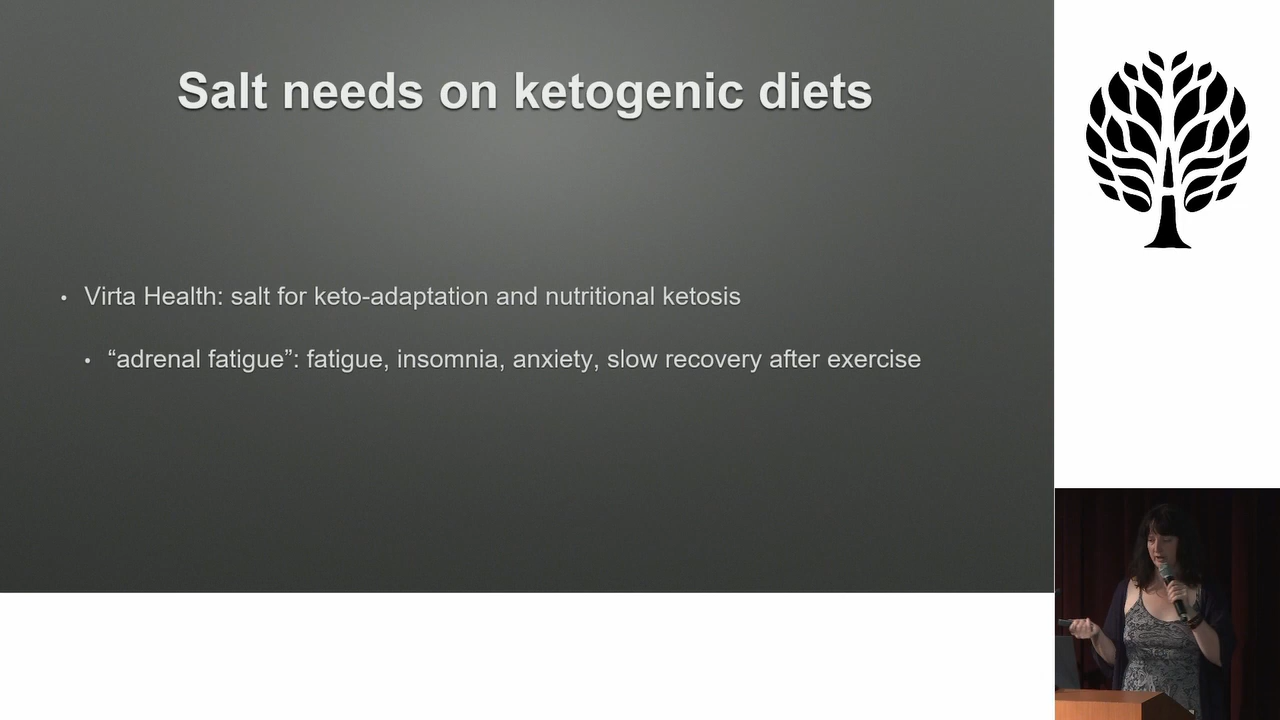 Salt needs on ketogenic diets
• Virta Health: salt for keto-adaptation and nutritional ketosis
• “adrenal fatigue”: fatigue, insomnia, anxiety, slow recovery after exercise